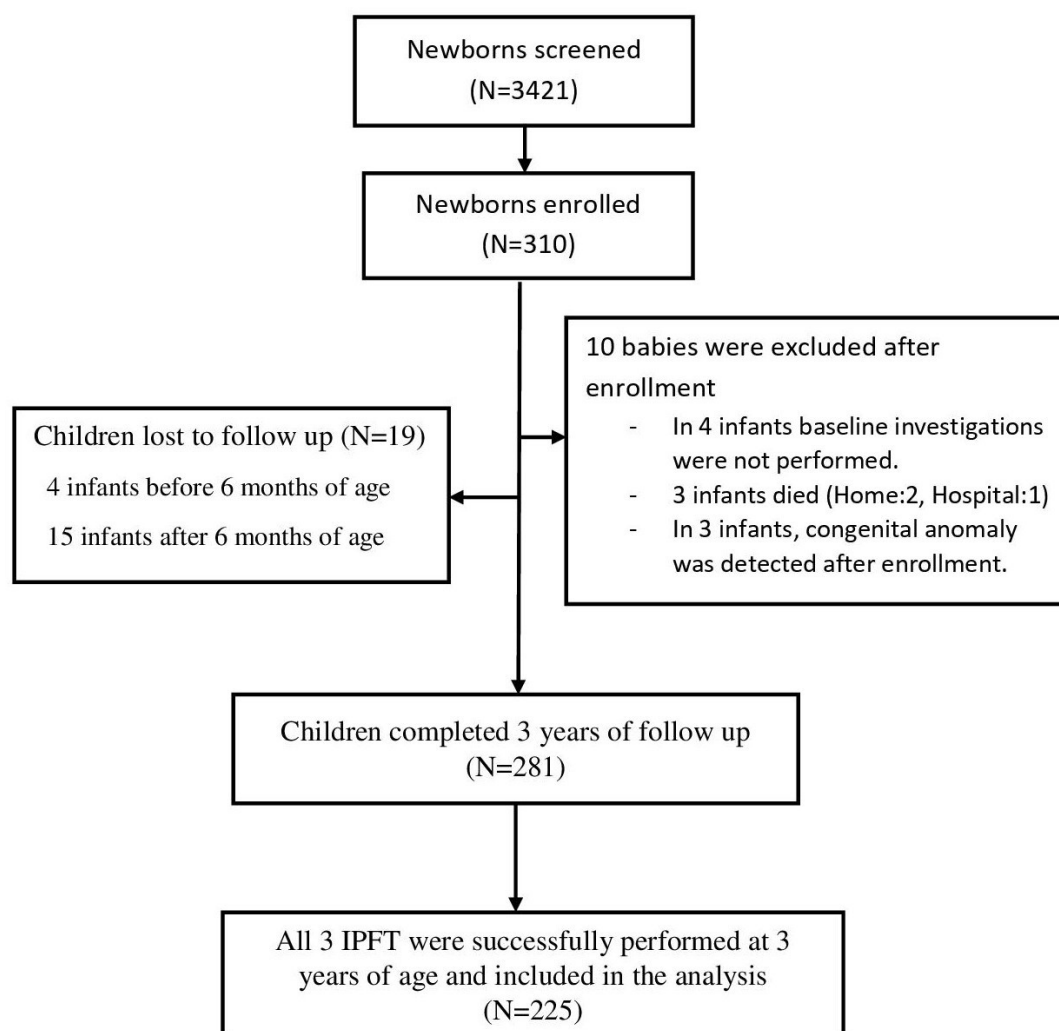 Newborns screened
(N=3421)
Newborns enrolled
(N=310)
10 babies were excluded after
enrollment
- In 4 infants baseline investigations
were not performed.
- 3 infants died (Home:2, Hospital:1)
- In 3 infants, congenital anomaly
was detected after enrollment.
Children lost to follow up (N=19)
4 infants before 6 months of age
15 infants after 6 months of age
Children completed 3 years of follow up
(N=281)
All 3 IPFT were successfully performed at 3
years of age and included in the analysis
(N=225)